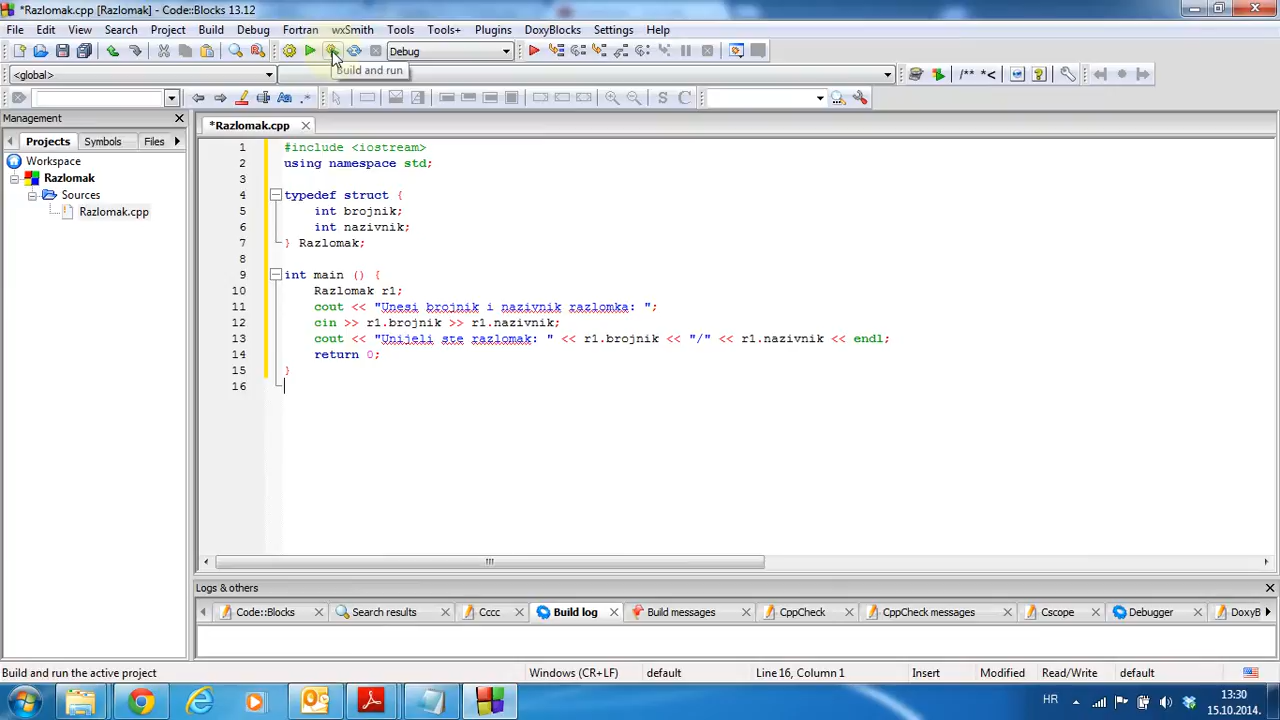 *Razlomak.cpp [Razlomak] - Code::Blocks 13.12
File Edit View Search Project Build Debug Fortran wxSmith Tools Tools+ Plugins DoxyBlocks Settings Help
Debug
<global>
/** *<
Build and run
Aa .*
S C
Management
*Razlomak.cpp
Projects Symbols Files
Workspace
Razlomak
Sources
Razlomak.cpp
1 #include <iostream>
2 using namespace std;
3
4 typedef struct {
5 int brojnik;
6 int nazivnik;
7 } Razlomak;
8
9 int main () {
10 Razlomak r1;
11 cout << "Unesi brojnik i nazivnik razlomka: ";
12 cin >> r1.brojnik >> r1.nazivnik;
13 cout << "Unijeli ste razlomak: " << r1.brojnik << "/" << r1.nazivnik << endl;
14 return 0;
15 }
16
Logs & others
Code::Blocks Search results Cccc Build log Build messages CppCheck CppCheck messages Cscope Debugger DoxyB
Build and run the active project Windows (CR+LF) default Line 16, Column 1 Insert Modified Read/Write default
HR 13:30
15.10.2014.